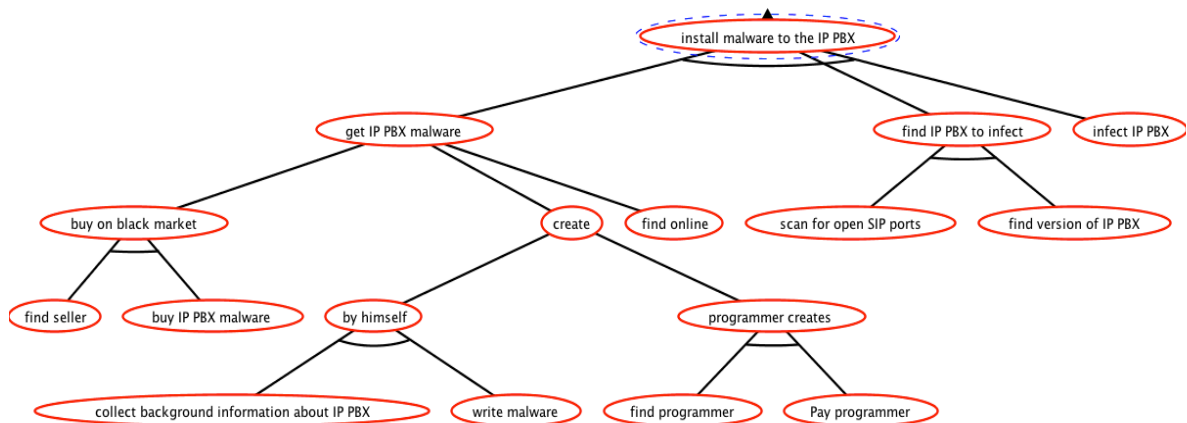 install malware to the IP PBX
get IP PBX malware
find IP PBX to infect
infect IP PBX
buy on black market
create
find online
scan for open SIP ports
find version of IP PBX
find seller
buy IP PBX malware
by himself
programmer creates
collect background information about IP PBX
write malware
find programmer
Pay programmer